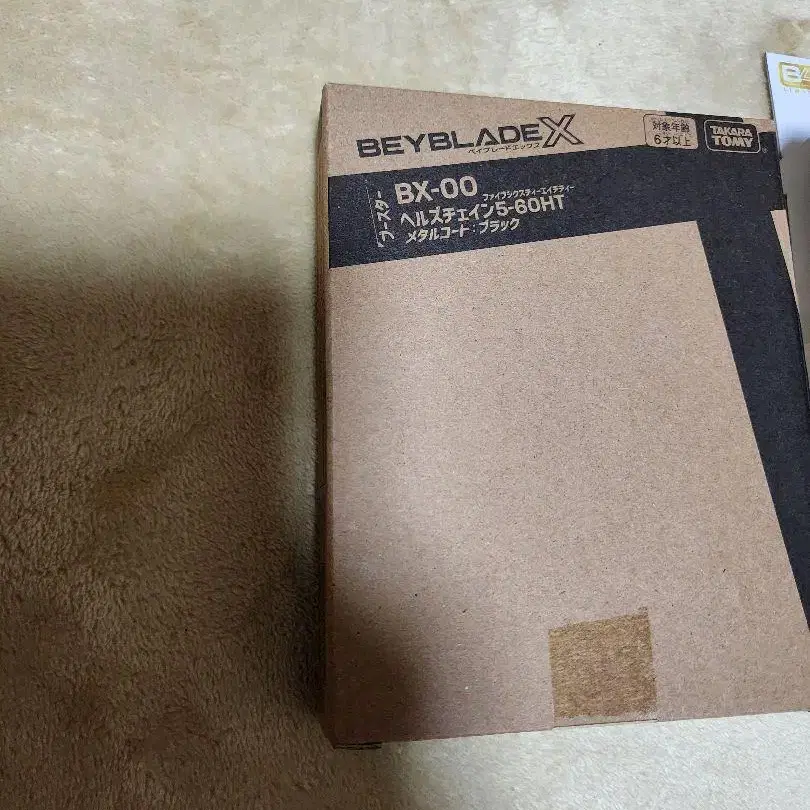 BEYBLADE X
ベイブレードエックス
対象年齢
6才以上
TAKARA
TOMY
ブースター
BX-00
ファイブシックスティーエイチティー
ヘルズチェイン5-60HT
メタルコート:ブラック